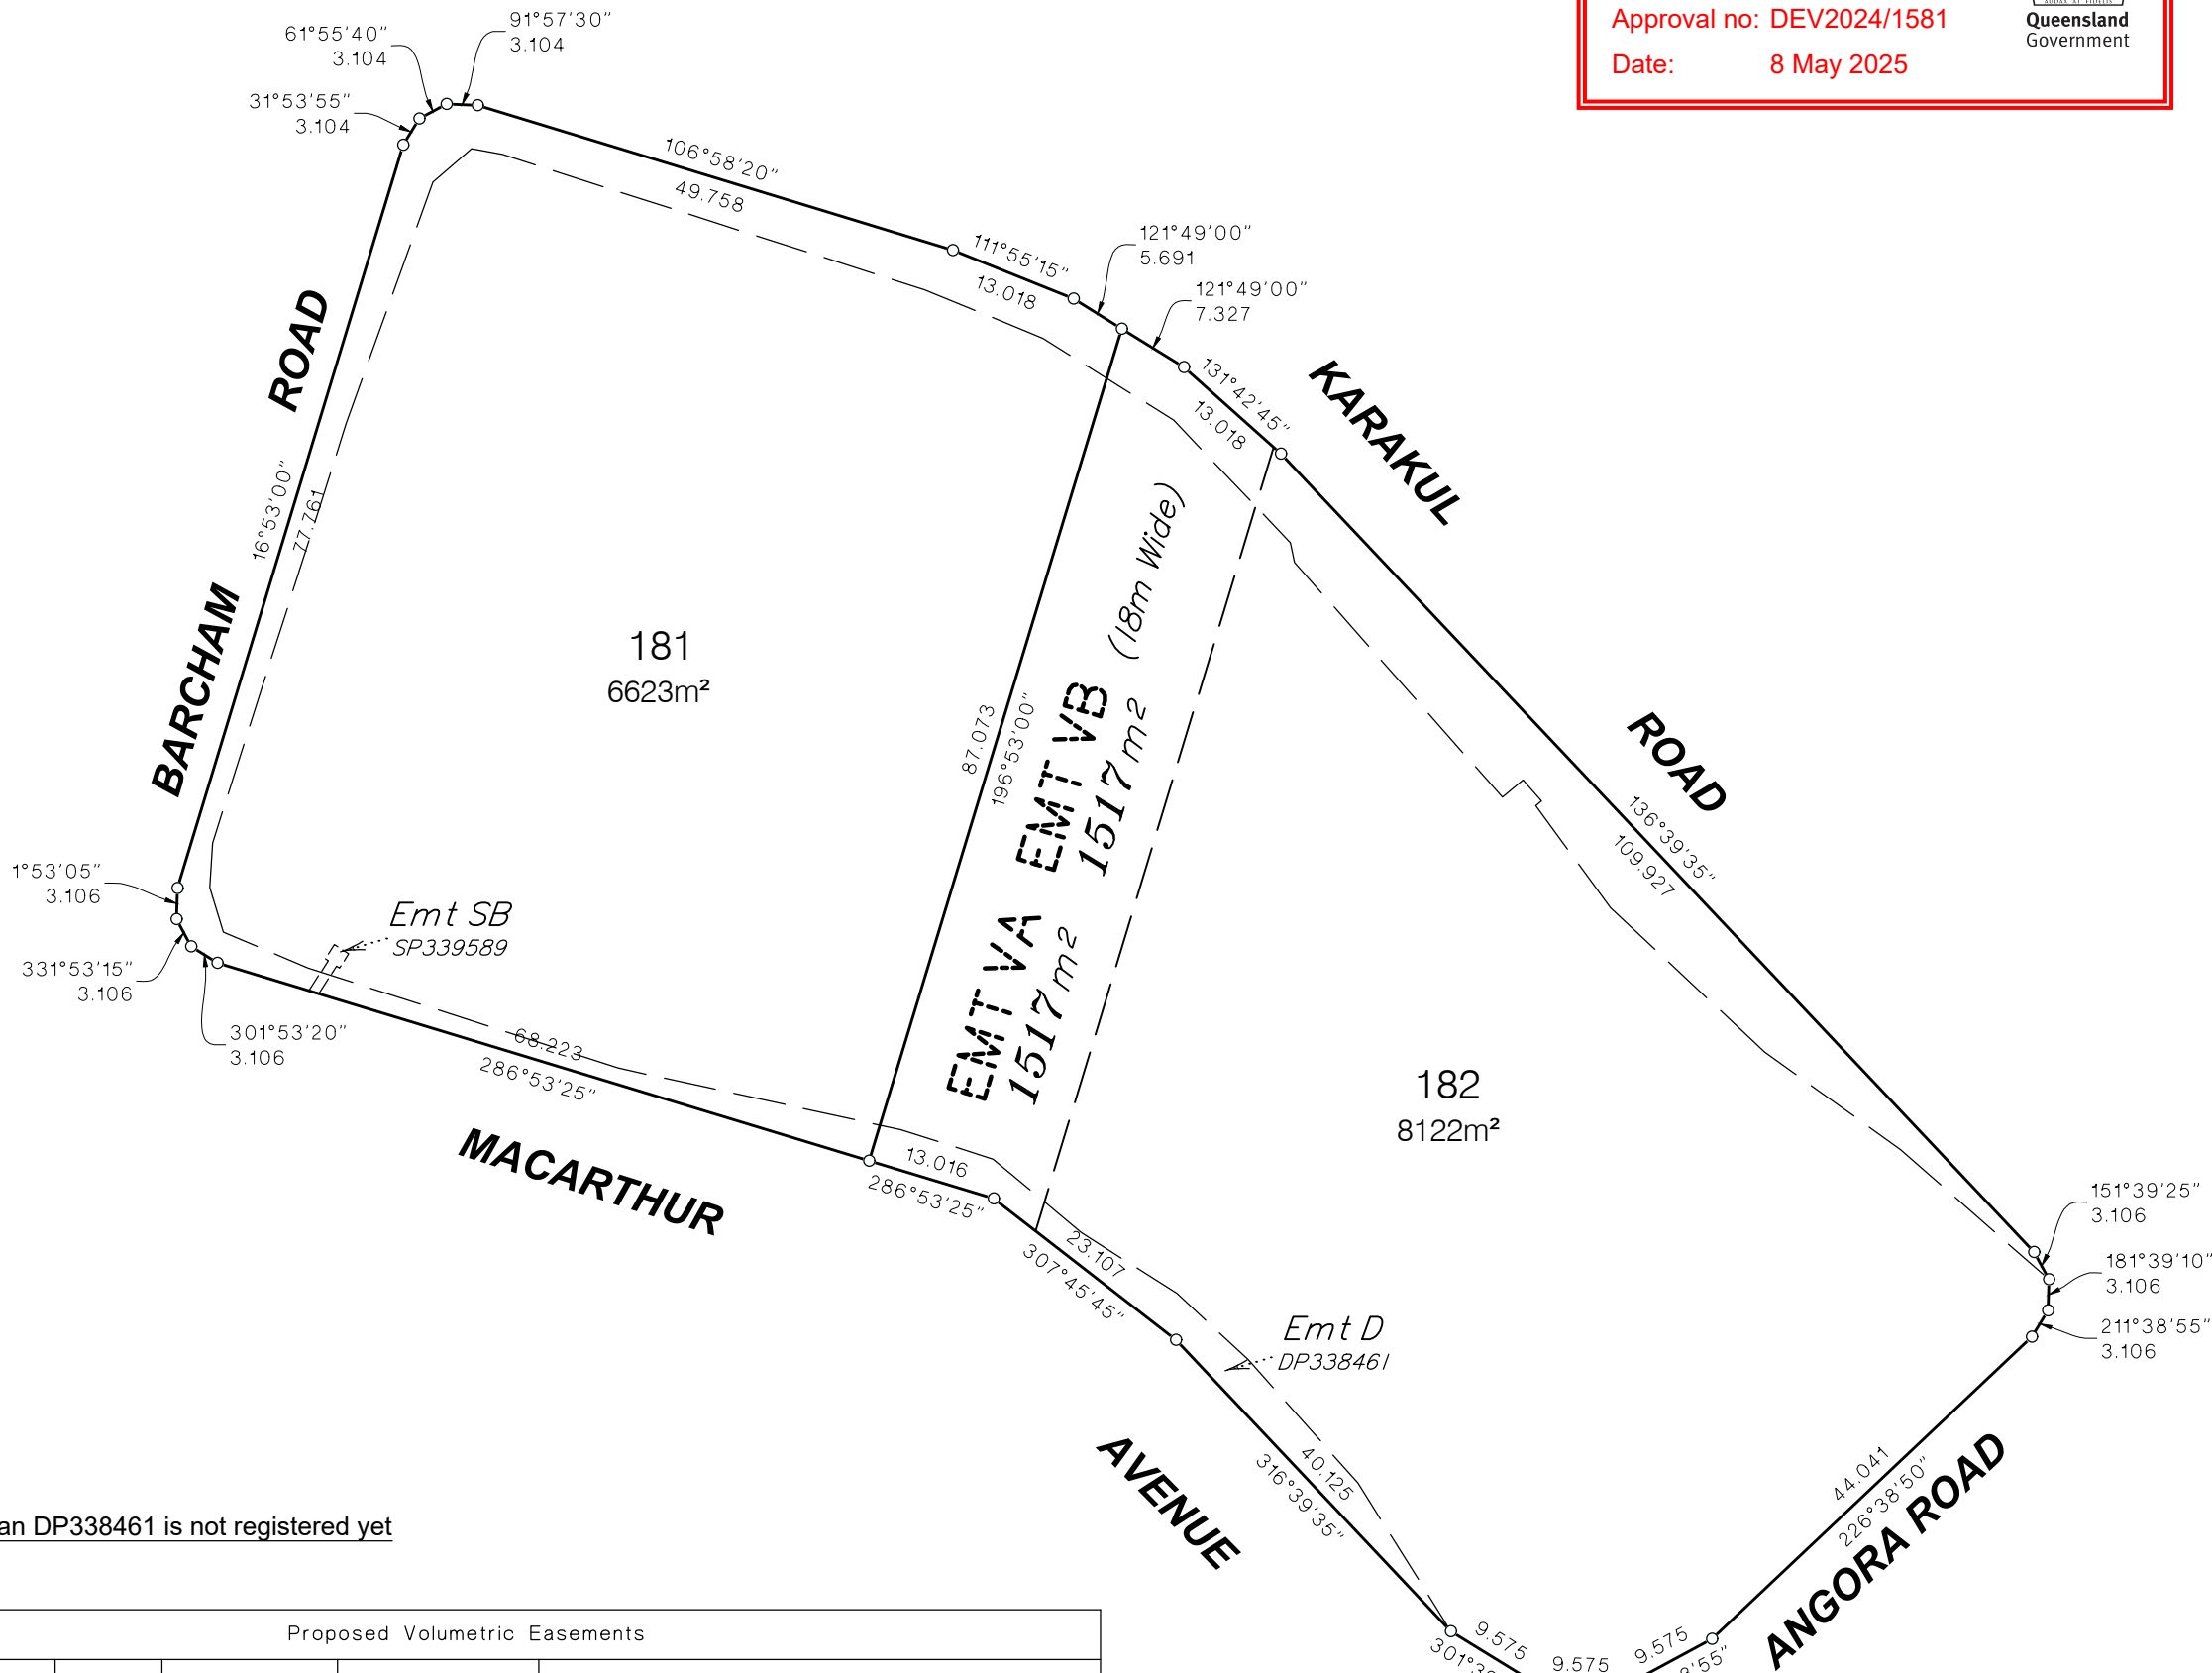 AUDAX AT FIDELIS
Approval no: DEV2024/1581
Date: 8 May 2025
Queensland
Government
91°57'30"
3.104
61°55'40"
3.104
31°53'55"
3.104
106°58'20"
49.758
111°55'15"
13.018
121°49'00"
5.691
121°49'00"
7.327
131°42'45"
13.018
KARAKUL
ROAD
136°39'35"
109.927
BARCHAM
ROAD
16°53'00"
77.761
181
6623m²
87.073
196°53'00"
EMT VA
1517m²
EMT VB
1517m²
(18m Wide)
1°53'05"
3.106
331°53'15"
3.106
301°53'20"
3.106
Emt SB
SP339589
68.223
286°53'25"
MACARTHUR
AVENUE
13.016
286°53'25"
23.107
307°45'45"
182
8122m²
151°39'25"
3.106
181°39'10"
3.106
211°38'55"
3.106
Emt D
DP338461
40.125
316°39'35"
44.041
226°38'50"
ANGORA ROAD
9.575
9.575
9.575
an DP338461 is not registered yet
Proposed Volumetric Easements